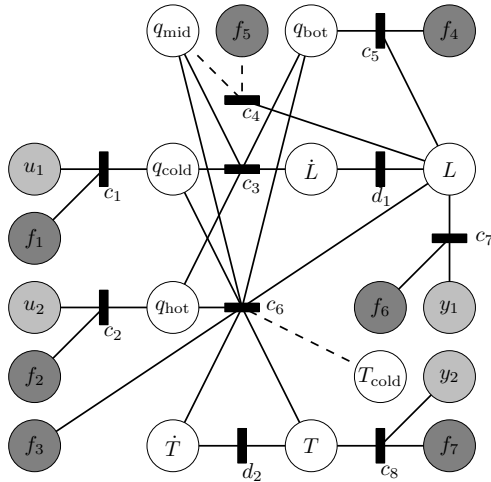 q_mid f_5 q_bot f_4
c_5
c_4
u_1 q_cold L̇ L
c_1 c_3 d_1
f_1 c_7
u_2 q_hot c_6 f_6 y_1
c_2
f_2 T_cold y_2
f_3 Ṫ T f_7
d_2 c_8